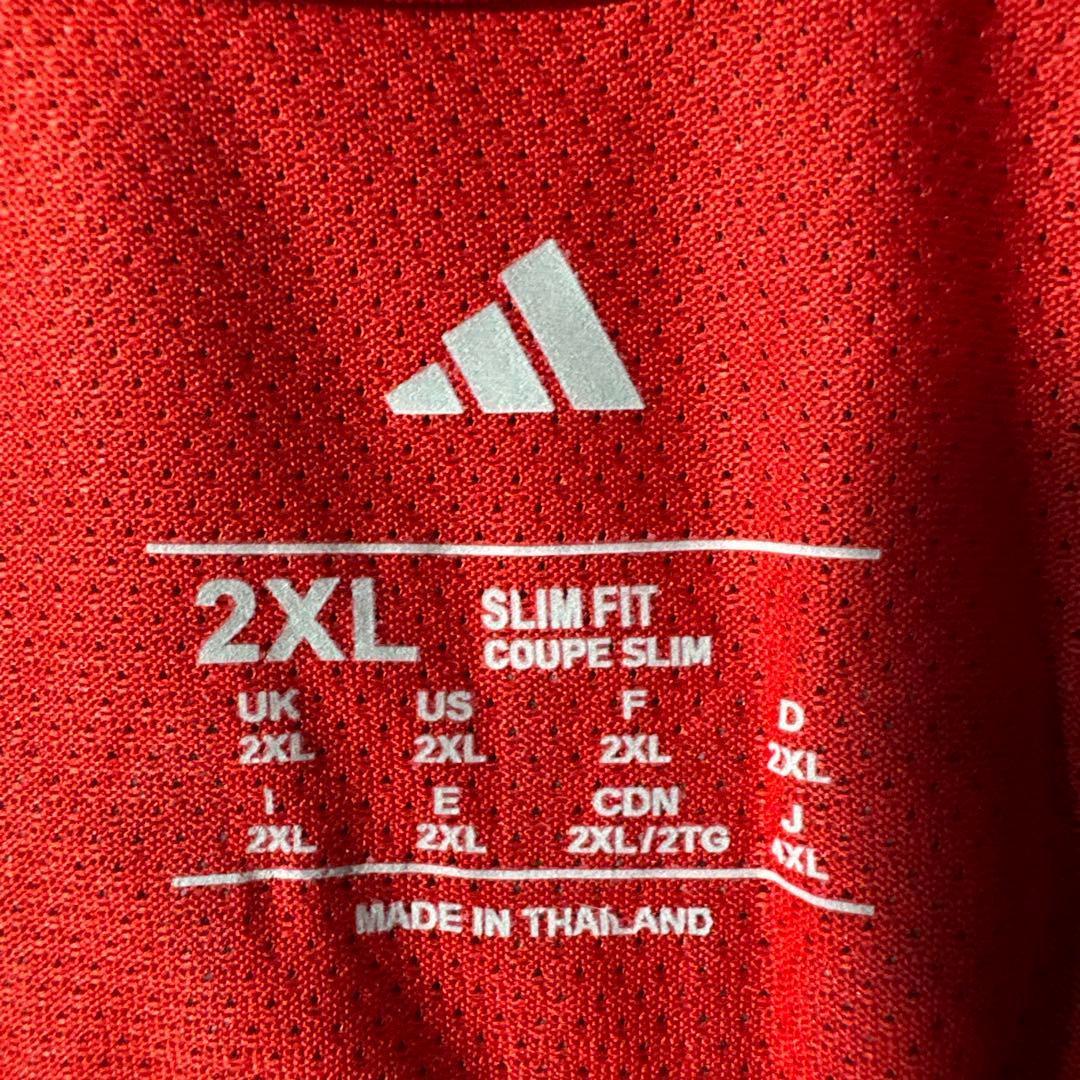 2XL SLIM FIT
COUPE SLIM
UK US F D
2XL 2XL 2XL 2XL
I E CDN J
2XL 2XL 2XL/2TG 4XL
MADE IN THAILAND